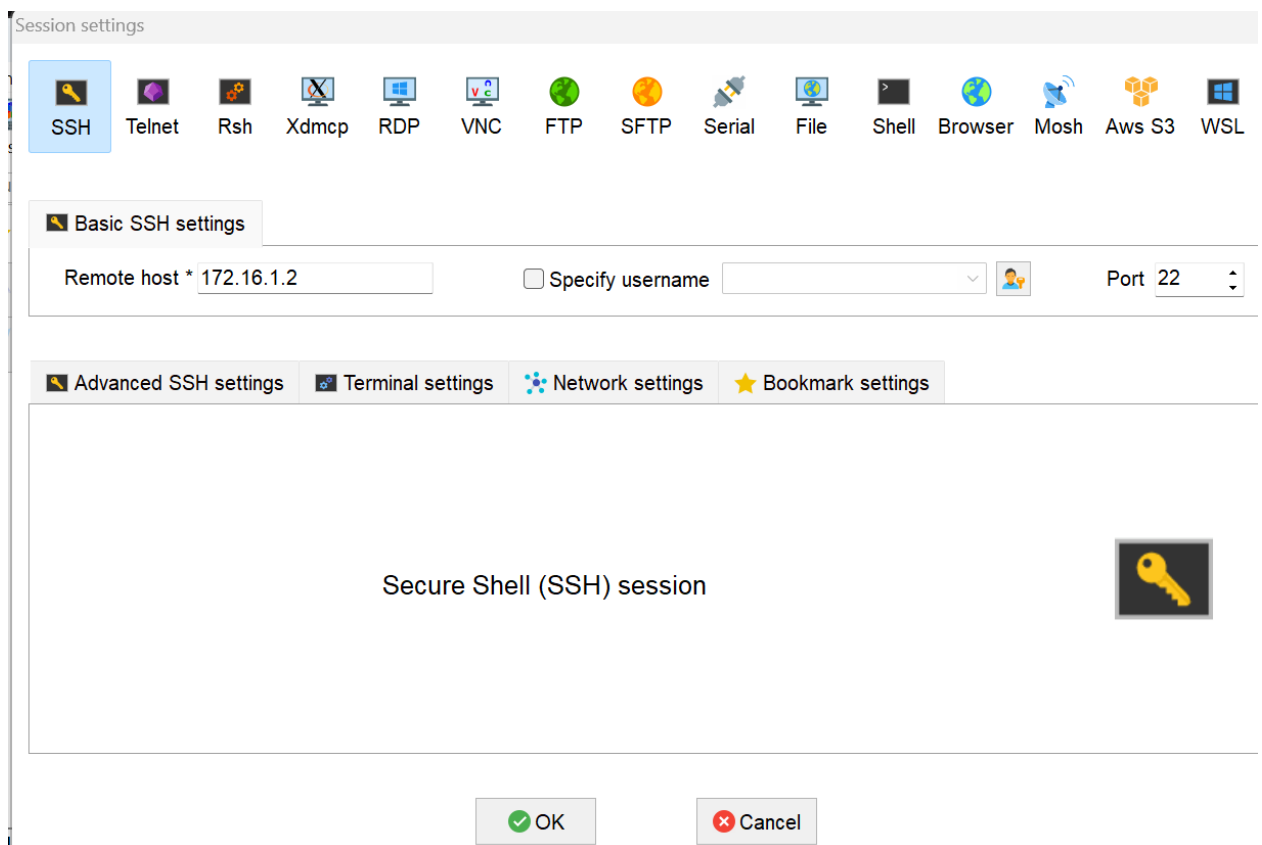 Session settings
SSH Telnet Rsh Xdmcp RDP VNC FTP SFTP Serial File Shell Browser Mosh Aws S3 WSL
Basic SSH settings
Remote host * 172.16.1.2 Specify username Port 22
Advanced SSH settings Terminal settings Network settings Bookmark settings
Secure Shell (SSH) session
OK Cancel